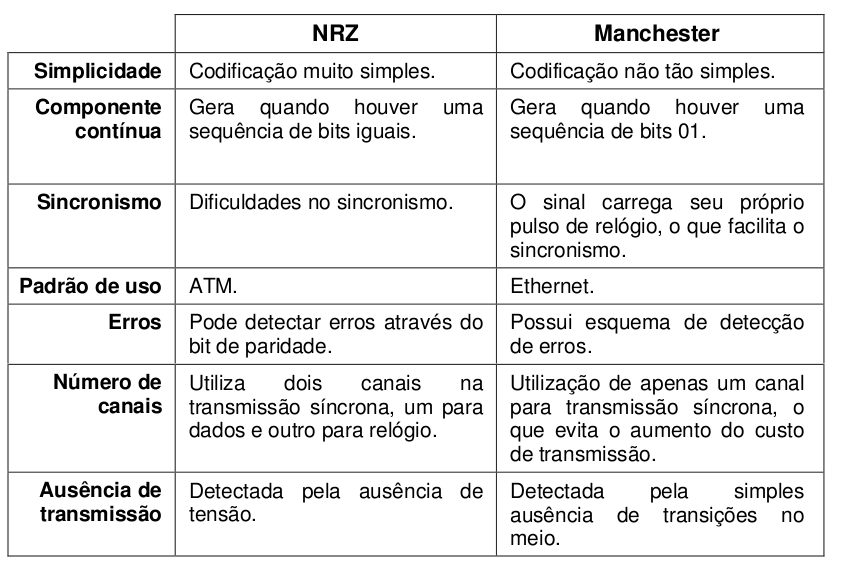 NRZ Manchester
Simplicidade Codificação muito simples. Codificação não tão simples.
Componente contínua Gera quando houver uma sequência de bits iguais. Gera quando houver uma sequência de bits 01.
Sincronismo Dificuldades no sincronismo. O sinal carrega seu próprio pulso de relógio, o que facilita o sincronismo.
Padrão de uso ATM. Ethernet.
Erros Pode detectar erros através do bit de paridade. Possui esquema de detecção de erros.
Número de canais Utiliza dois canais na transmissão síncrona, um para dados e outro para relógio. Utilização de apenas um canal para transmissão síncrona, o que evita o aumento do custo de transmissão.
Ausência de transmissão Detectada pela ausência de tensão. Detectada pela simples ausência de transições no meio.